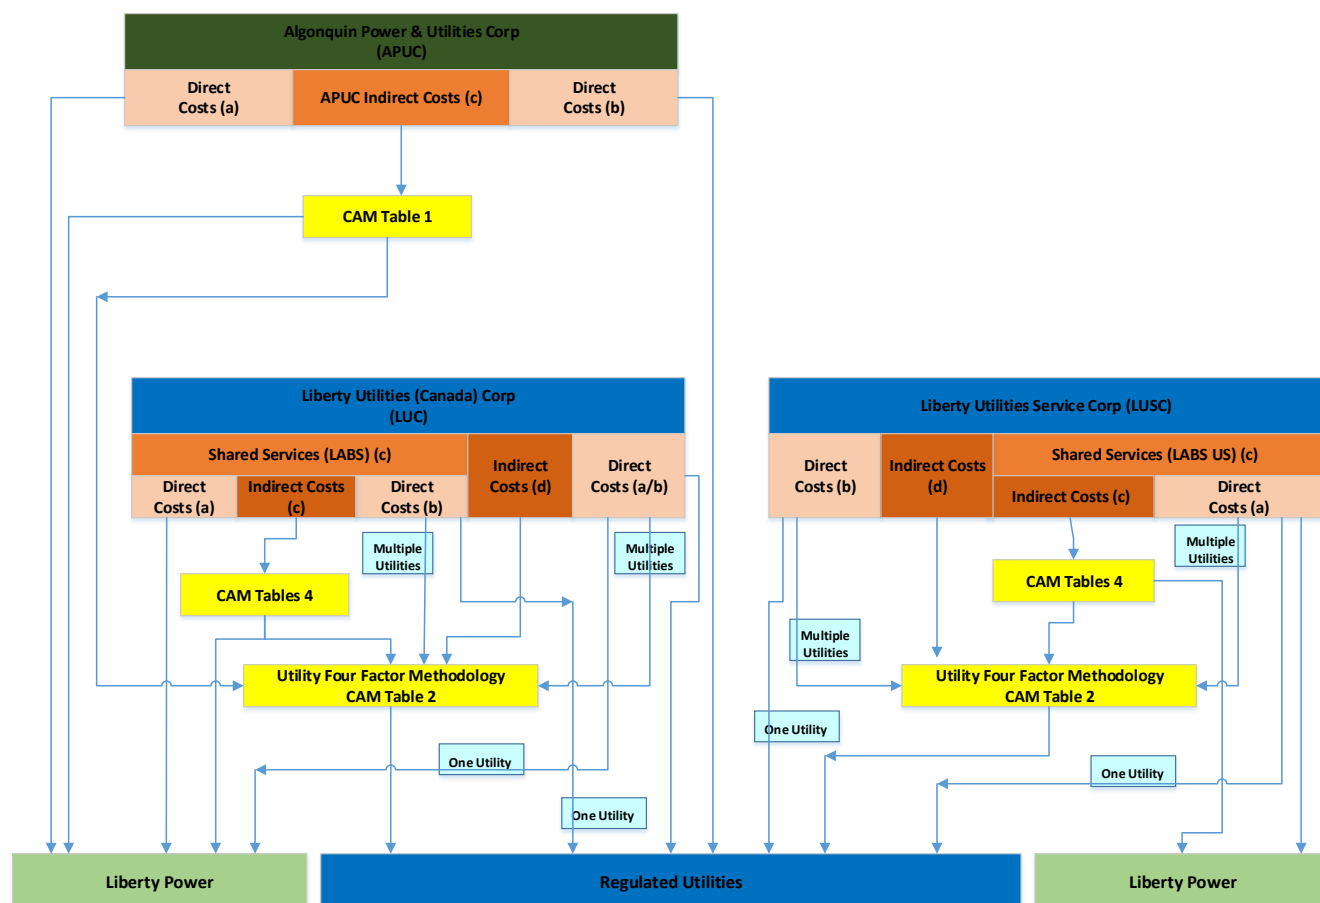 Algonquin Power & Utilities Corp
(APUC)
Direct
Costs (a)
APUC Indirect Costs (c)
Direct
Costs (b)
CAM Table 1
Liberty Utilities (Canada) Corp
(LUC)
Shared Services (LABS) (c)
Direct
Costs (a)
Indirect Costs
(c)
Direct
Costs (b)
Indirect
Costs (d)
Direct
Costs (a/b)
Liberty Utilities Service Corp (LUSC)
Direct
Costs (b)
Indirect Costs
(d)
Shared Services (LABS US) (c)
Indirect Costs (c)
Direct
Costs (a)
Multiple
Utilities
Multiple
Utilities
Multiple
Utilities
CAM Tables 4
CAM Tables 4
Multiple
Utilities
Utility Four Factor Methodology
CAM Table 2
Utility Four Factor Methodology
CAM Table 2
One Utility
One Utility
One Utility
One Utility
Liberty Power
Regulated Utilities
Liberty Power